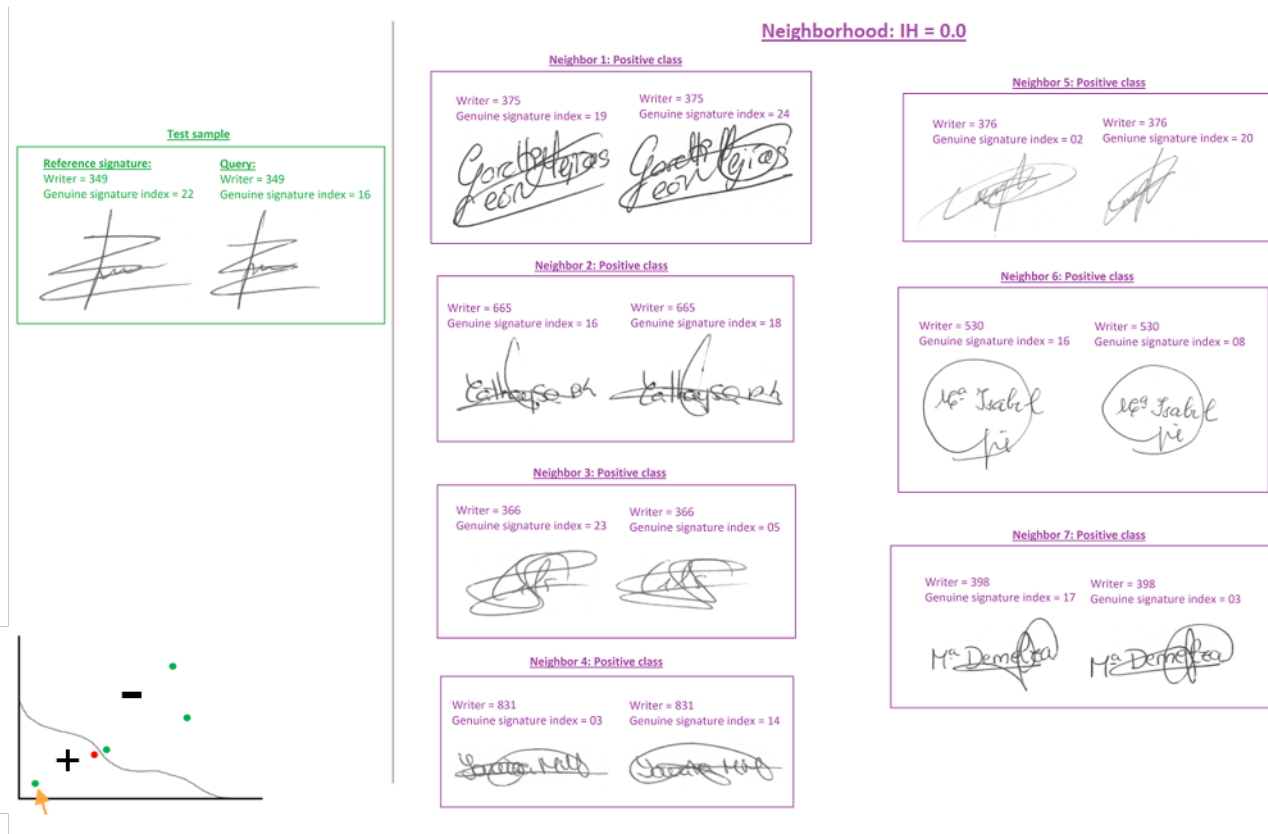 Neighborhood: IH = 0.0
Test sample
Reference signature:
Writer = 349
Genuine signature index = 22
Query:
Writer = 349
Genuine signature index = 16
Neighbor 1: Positive class
Writer = 375
Genuine signature index = 19
Writer = 375
Genuine signature index = 24
Neighbor 2: Positive class
Writer = 665
Genuine signature index = 16
Writer = 665
Genuine signature index = 18
Neighbor 3: Positive class
Writer = 366
Genuine signature index = 23
Writer = 366
Genuine signature index = 05
Neighbor 4: Positive class
Writer = 831
Genuine signature index = 03
Writer = 831
Genuine signature index = 14
Neighbor 5: Positive class
Writer = 376
Genuine signature index = 02
Writer = 376
Geniune signature index = 20
Neighbor 6: Positive class
Writer = 530
Genuine signature index = 16
Writer = 530
Genuine signature index = 08
Mª Isabel
Mª Isabel
Neighbor 7: Positive class
Writer = 398
Genuine signature index = 17
Writer = 398
Genuine signature index = 03
Mª Demelza
Mª Demelza
−
+